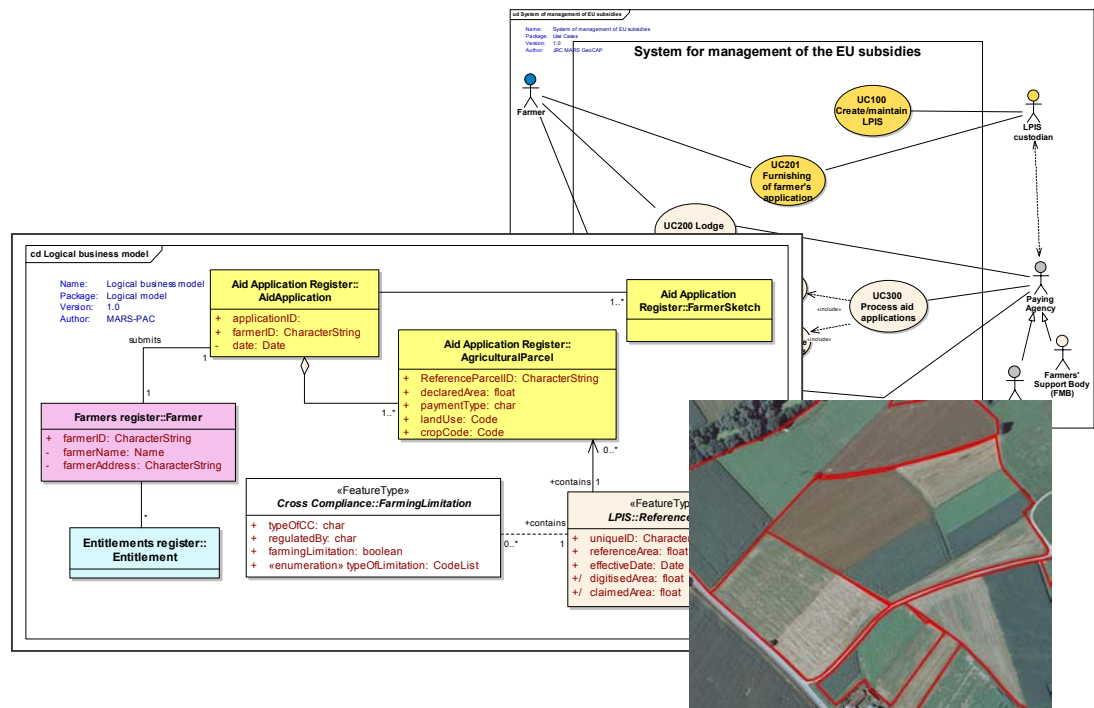 ud System of management of EU subsidies
Name: System of management of EU subsidies
Package: Use Cases
Version: 1.0
Author: JRC MARS GeoCAP
System for management of the EU subsidies
Farmer
UC100
Create/maintain
LPIS
LPIS
custodian
UC201
Furnishing
of farmer's
application
UC200 Lodge
UC300
Process aid
applications
«include»
«include»
Paying
Agency
Farmers'
Support Body
(FMB)
cd Logical business model
Name: Logical business model
Package: Logical model
Version: 1.0
Author: MARS-PAC
Aid Application Register::
AidApplication
+ applicationID:
+ farmerID: CharacterString
- date: Date
1..*
Aid Application
Register::FarmerSketch
submits
1
1
1..*
Aid Application Register::
AgriculturalParcel
+ ReferenceParcelID: CharacterString
+ declaredArea: float
+ paymentType: char
+ landUse: Code
+ cropCode: Code
0..*
+contains 1
Farmers register::Farmer
+ farmerID: CharacterString
- farmerName: Name
- farmerAddress: CharacterString
*
Entitlements register::
Entitlement
«FeatureType»
Cross Compliance::FarmingLimitation
+ typeOfCC: char
+ regulatedBy: char
+ farmingLimitation: boolean
+ «enumeration» typeOfLimitation: CodeList
+contains
0..* 1
«FeatureType
LPIS::Reference
+ uniqueID: Character
+ referenceArea: float
+ effectiveDate: Date
+/ digitisedArea: float
+/ claimedArea: float